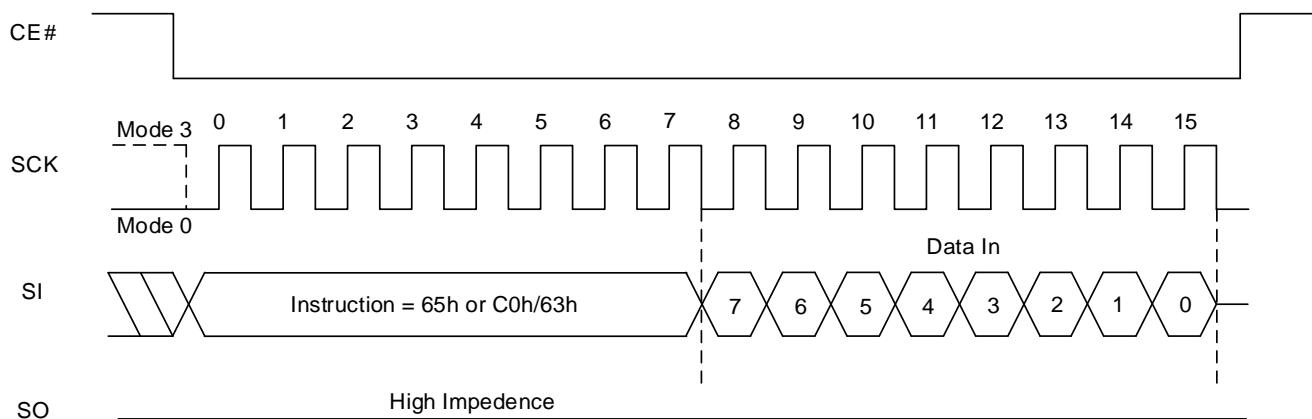 CE#
Mode 3
0 1 2 3 4 5 6 7 8 9 10 11 12 13 14 15
SCK
Mode 0
Data In
SI
Instruction = 65h or C0h/63h
7 6 5 4 3 2 1 0
High Impedence
SO